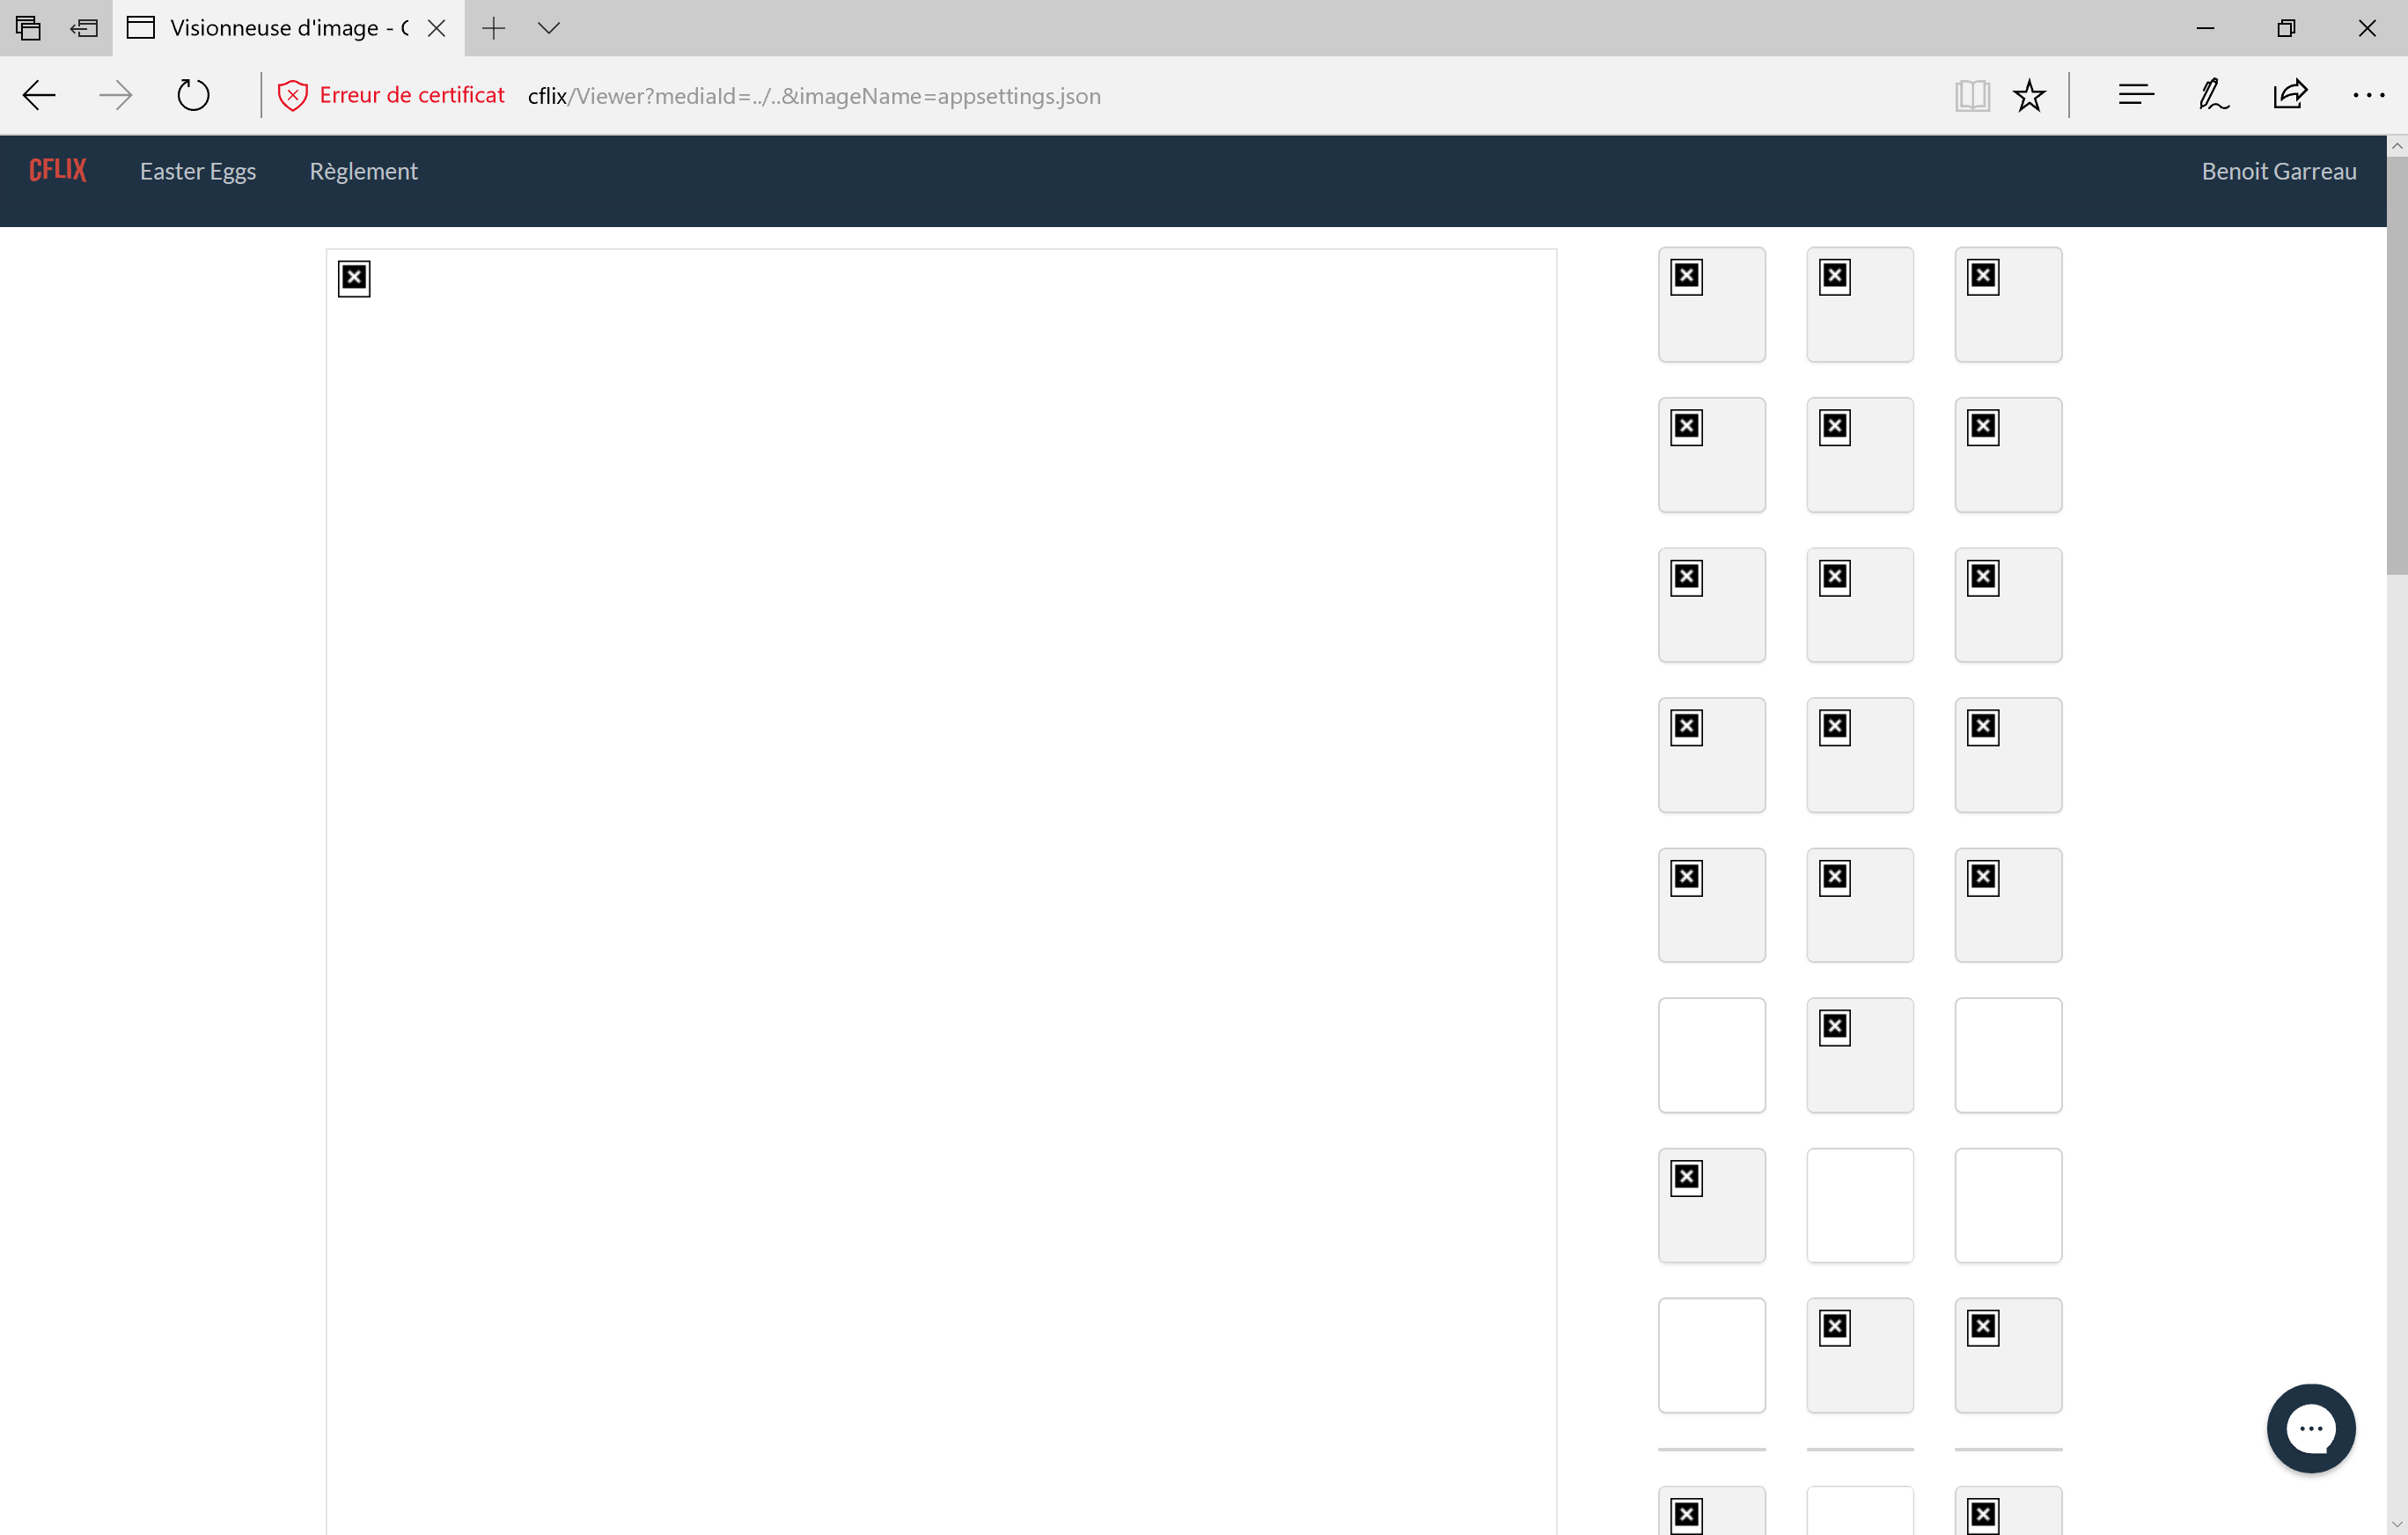 Visionneuse d'image - C
Erreur de certificat cflix/Viewer?mediaId=../..&imageName=appsettings.json
CFLIX Easter Eggs Règlement Benoit Garreau